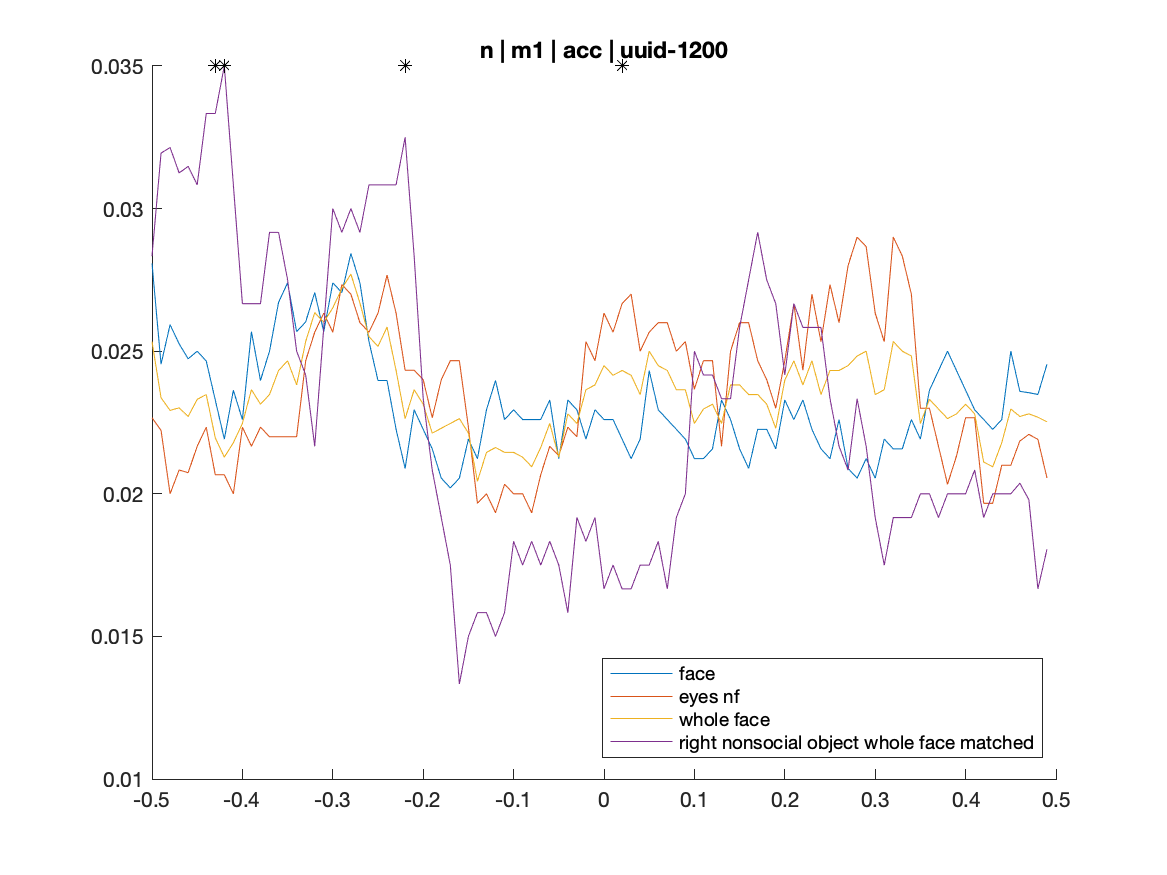 n | m1 | acc | uuid-1200
0.035
0.03
0.025
0.02
0.015
0.01
-0.5 -0.4 -0.3 -0.2 -0.1 0 0.1 0.2 0.3 0.4 0.5
face
eyes nf
whole face
right nonsocial object whole face matched